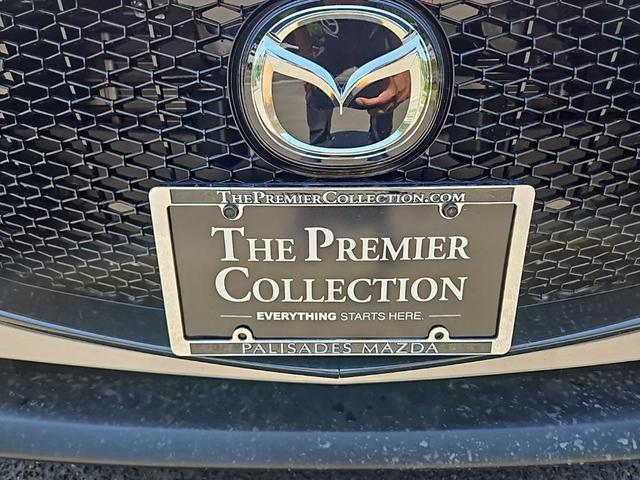 THEPREMIERCOLLECTION.COM
THE PREMIER
COLLECTION
EVERYTHING STARTS HERE.
PALISADES MAZDA